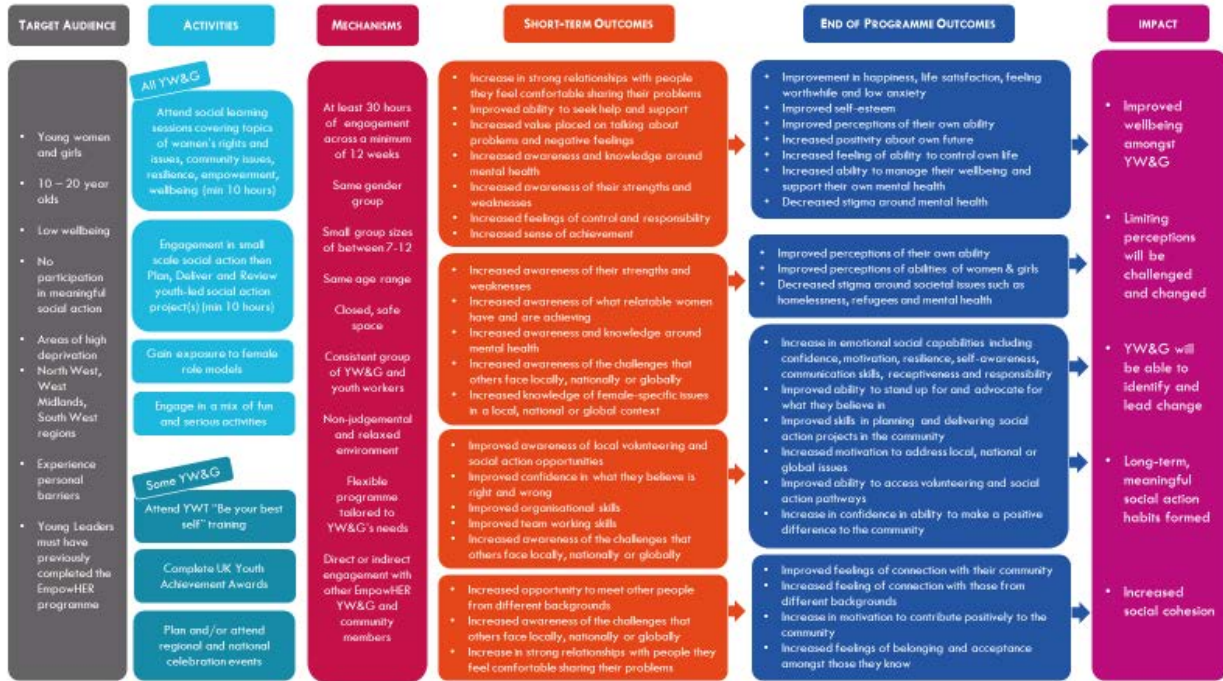 TARGET AUDIENCE
ACTIVITIES
MECHANISMS
SHORT-TERM OUTCOMES
END OF PROGRAMME OUTCOMES
IMPACT
• Young women
and girls
• 10 – 20 year
olds
• Low wellbeing
• No
participation
in meaningful
social action
• Areas of high
deprivation
• North West,
West
Midlands,
South West
regions
• Experience
personal
barriers
• Young Leaders
must have
previously
completed the
EmpowHER
programme
All YW&G
Attend social learning
sessions covering topics
of women's rights and
issues, community issues,
resilience, empowerment,
wellbeing (min 10 hours)
Engagement in small
scale social action then
Plan, Deliver and Review
youth-led social action
project(s) (min 10 hours)
Gain exposure to female
role models
Engage in a mix of fun
and serious activities
Some YW&G
Attend YWT "Be your best
self" training
Complete UK Youth
Achievement Awards
Plan and/or attend
regional and national
celebration events
At least 30 hours
of engagement
across a minimum
of 12 weeks
Same gender
group
Small group sizes
of between 7-12
Same age range
Closed, safe
space
Consistent group
of YW&G and
youth workers
Non-judgemental
and relaxed
environment
Flexible
programme
tailored to
YW&G's needs
Direct or indirect
engagement with
other EmpowHER
YW&G and
community
members
• Increase in strong relationships with people
they feel comfortable sharing their problems
• Improved ability to seek help and support
• Increased value placed on talking about
problems and negative feelings
• Increased awareness and knowledge around
mental health
• Increased awareness of their strengths and
weaknesses
• Increased feelings of control and responsibility
• Increased sense of achievement
• Increased awareness of their strengths and
weaknesses
• Increased awareness of what relatable women
have and are achieving
• Increased awareness and knowledge around
mental health
• Increased awareness of the challenges that
others face locally, nationally or globally
• Increased knowledge of female-specific issues
in a local, national or global context
• Improved awareness of local volunteering and
social action opportunities
• Improved confidence in what they believe is
right and wrong
• Improved organisational skills
• Improved team working skills
• Increased awareness of the challenges that
others face locally, nationally or globally
• Increased opportunity to meet other people
from different backgrounds
• Increased awareness of the challenges that
others face locally, nationally or globally
• Increase in strong relationships with people they
feel comfortable sharing their problems
• Improvement in happiness, life satisfaction, feeling
worthwhile and low anxiety
• Improved self-esteem
• Improved perceptions of their own ability
• Increased positivity about own future
• Increased feeling of ability to control own life
• Increased ability to manage their wellbeing and
support their own mental health
• Decreased stigma around mental health
• Improved perceptions of their own ability
• Improved perceptions of abilities of women & girls
• Decreased stigma around societal issues such as
homelessness, refugees and mental health
• Increase in emotional social capabilities including
confidence, motivation, resilience, self-awareness,
communication skills, receptiveness and responsibility
• Improved ability to stand up for and advocate for
what they believe in
• Improved skills in planning and delivering social
action projects in the community
• Increased motivation to address local, national or
global issues
• Improved ability to access volunteering and social
action pathways
• Increase in confidence in ability to make a positive
difference to the community
• Improved feelings of connection with their community
• Increased feeling of connection with those from
different backgrounds
• Increase in motivation to contribute positively to the
community
• Increased feelings of belonging and acceptance
amongst those they know
• Improved
wellbeing
amongst
YW&G
• Limiting
perceptions
will be
challenged
and changed
• YW&G will
be able to
identify and
lead change
• Long-term,
meaningful
social action
habits formed
• Increased
social cohesion